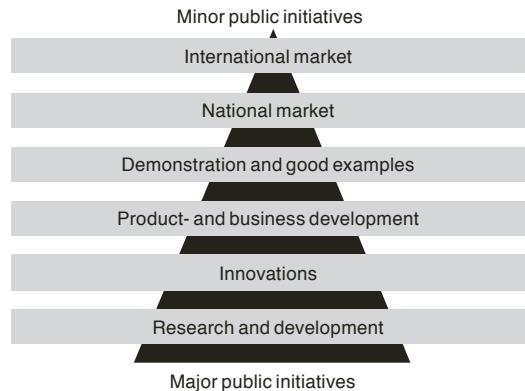 Minor public initiatives
International market
National market
Demonstration and good examples
Product- and business development
Innovations
Research and development
Major public initiatives